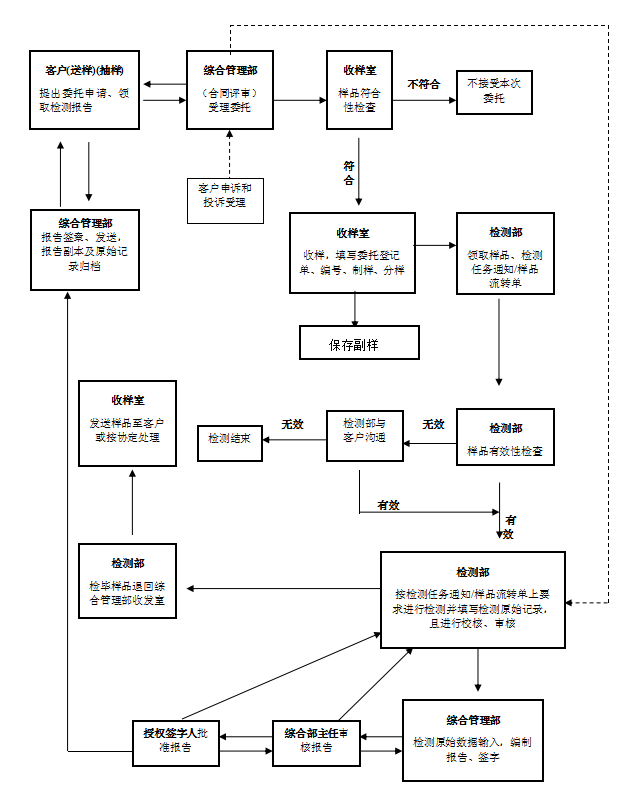 客户(送样)(抽样)
提出委托申请、领
取检测报告
综合管理部
（合同评审）
受理委托
收样室
样品符合
性检查
不符合
不接受本次
委托
符
合
客户申诉和
投诉受理
综合管理部
报告签章、发送，
报告副本及原始记
录归档
收样室
收样，填写委托登记
单、编号、制样、分样
检测部
领取样品、检测
任务通知/样品
流转单
保存副样
收样室
发送样品至客户
或按协定处理
检测结束
无效
检测部与
客户沟通
无效
检测部
样品有效性检查
有效
有
效
检测部
检毕样品退回综
合管理部收发室
检测部
按检测任务通知/样品流转单上要
求进行检测并填写检测原始记录，
且进行校核、审核
授权签字人批
准报告
综合部主任审
核报告
综合管理部
检测原始数据输入，编制
报告、签字